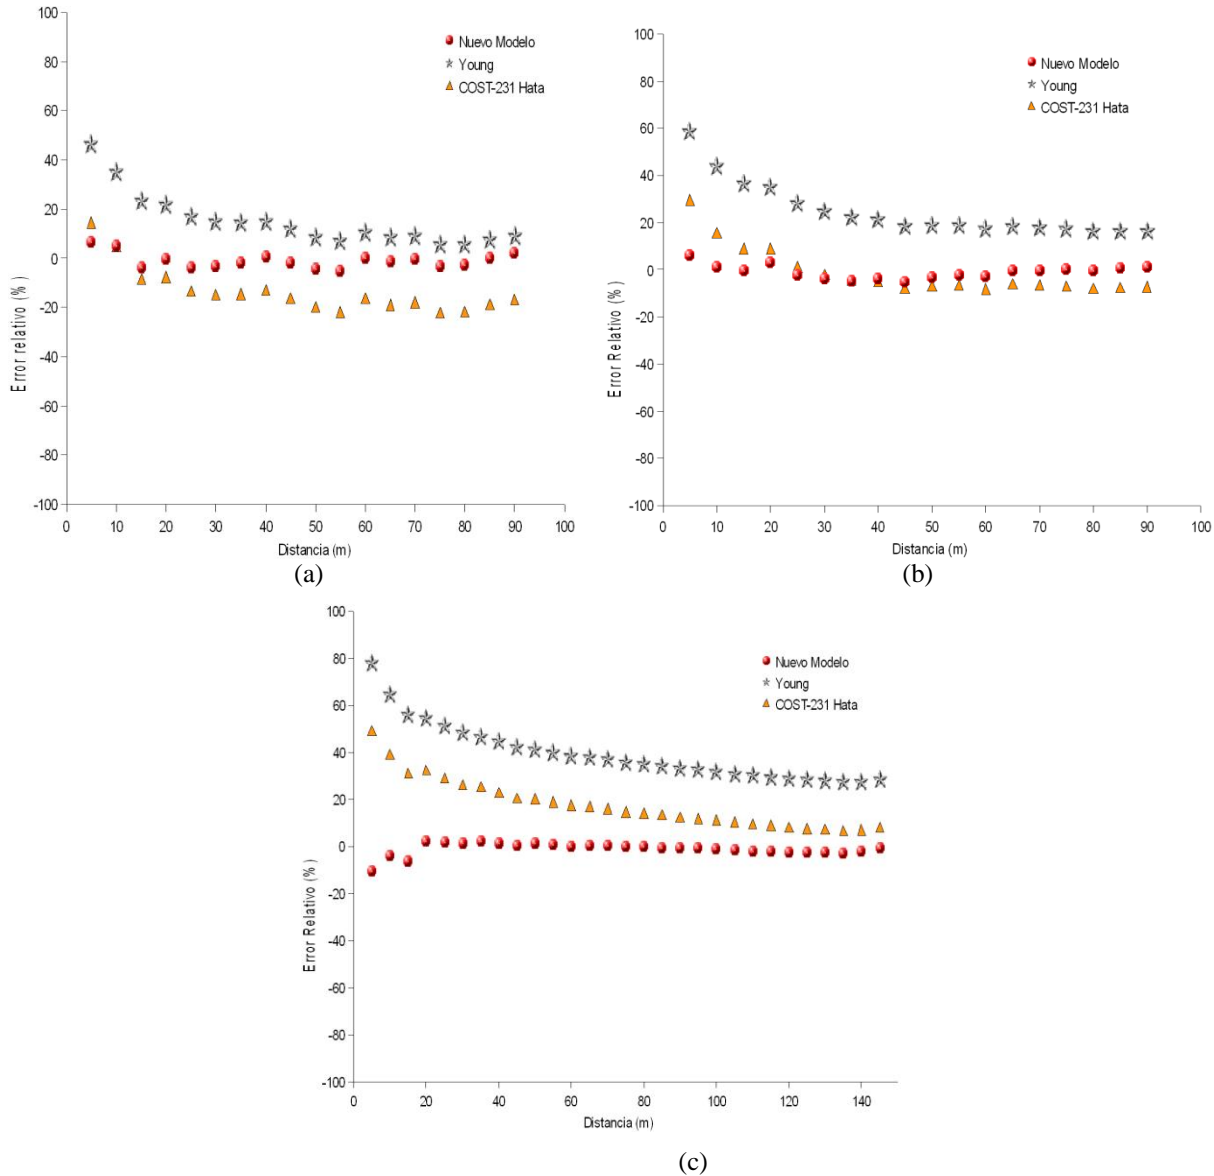 100
80
60
40
20
0
-20
-40
-60
-80
-100
0 10 20 30 40 50 60 70 80 90 100
Error relativo (%)
Distancia (m)
Nuevo Modelo
Young
COST-231 Hata
(a)
100
80
60
40
20
0
-20
-40
-60
-80
-100
0 10 20 30 40 50 60 70 80 90 100
Error Relativo (%)
Distancia (m)
Nuevo Modelo
Young
COST-231 Hata
(b)
100
80
60
40
20
0
-20
-40
-60
-80
-100
0 20 40 60 80 100 120 140
Error Relativo (%)
Distancia (m)
Nuevo Modelo
Young
COST-231 Hata
(c)